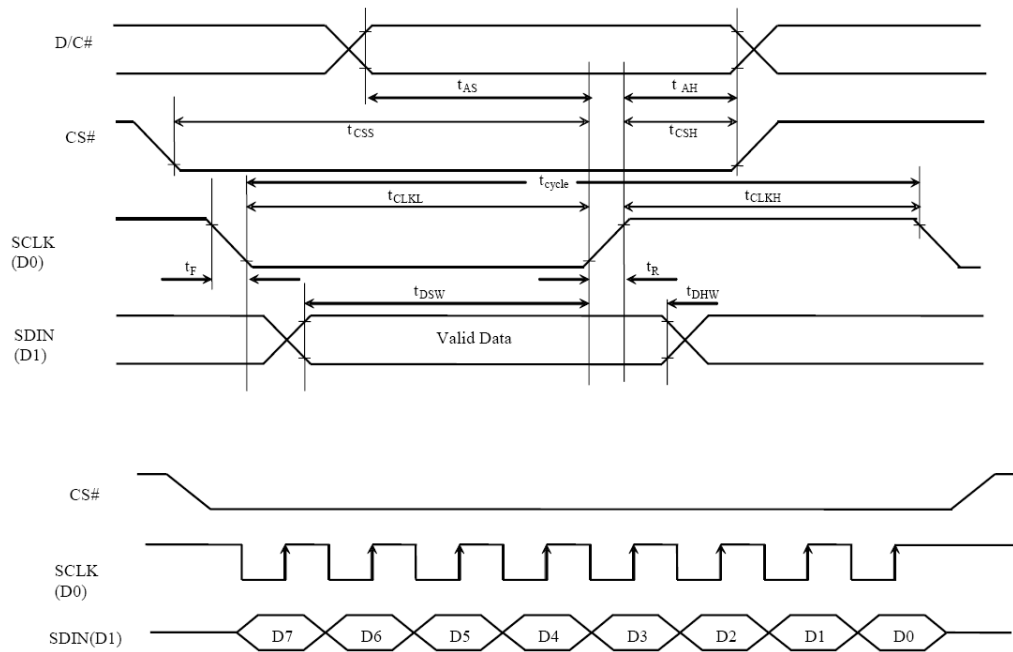 D/C#
tAS
tAH
CS#
tCSS
tCSH
tcycle
tCLKL
tCLKH
SCLK
(D0)
tF
tR
tDSW
tDHW
SDIN
(D1)
Valid Data
CS#
SCLK
(D0)
SDIN(D1)
D7 D6 D5 D4 D3 D2 D1 D0